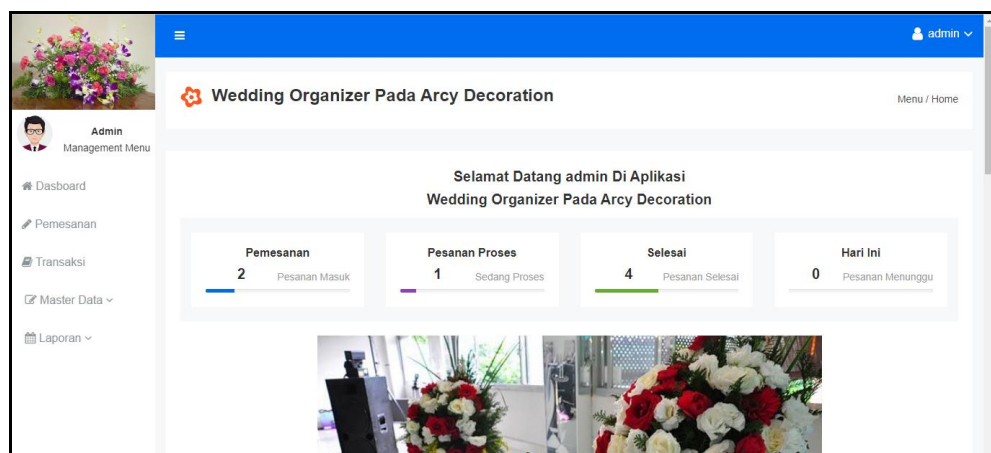 admin
Wedding Organizer Pada Arcy Decoration
Menu / Home
Admin
Management Menu
Dasboard
Pemesanan
Transaksi
Master Data
Laporan
Selamat Datang admin Di Aplikasi
Wedding Organizer Pada Arcy Decoration
Pemesanan
2 Pesanan Masuk
Pesanan Proses
1 Sedang Proses
Selesai
4 Pesanan Selesai
Hari Ini
0 Pesanan Menunggu